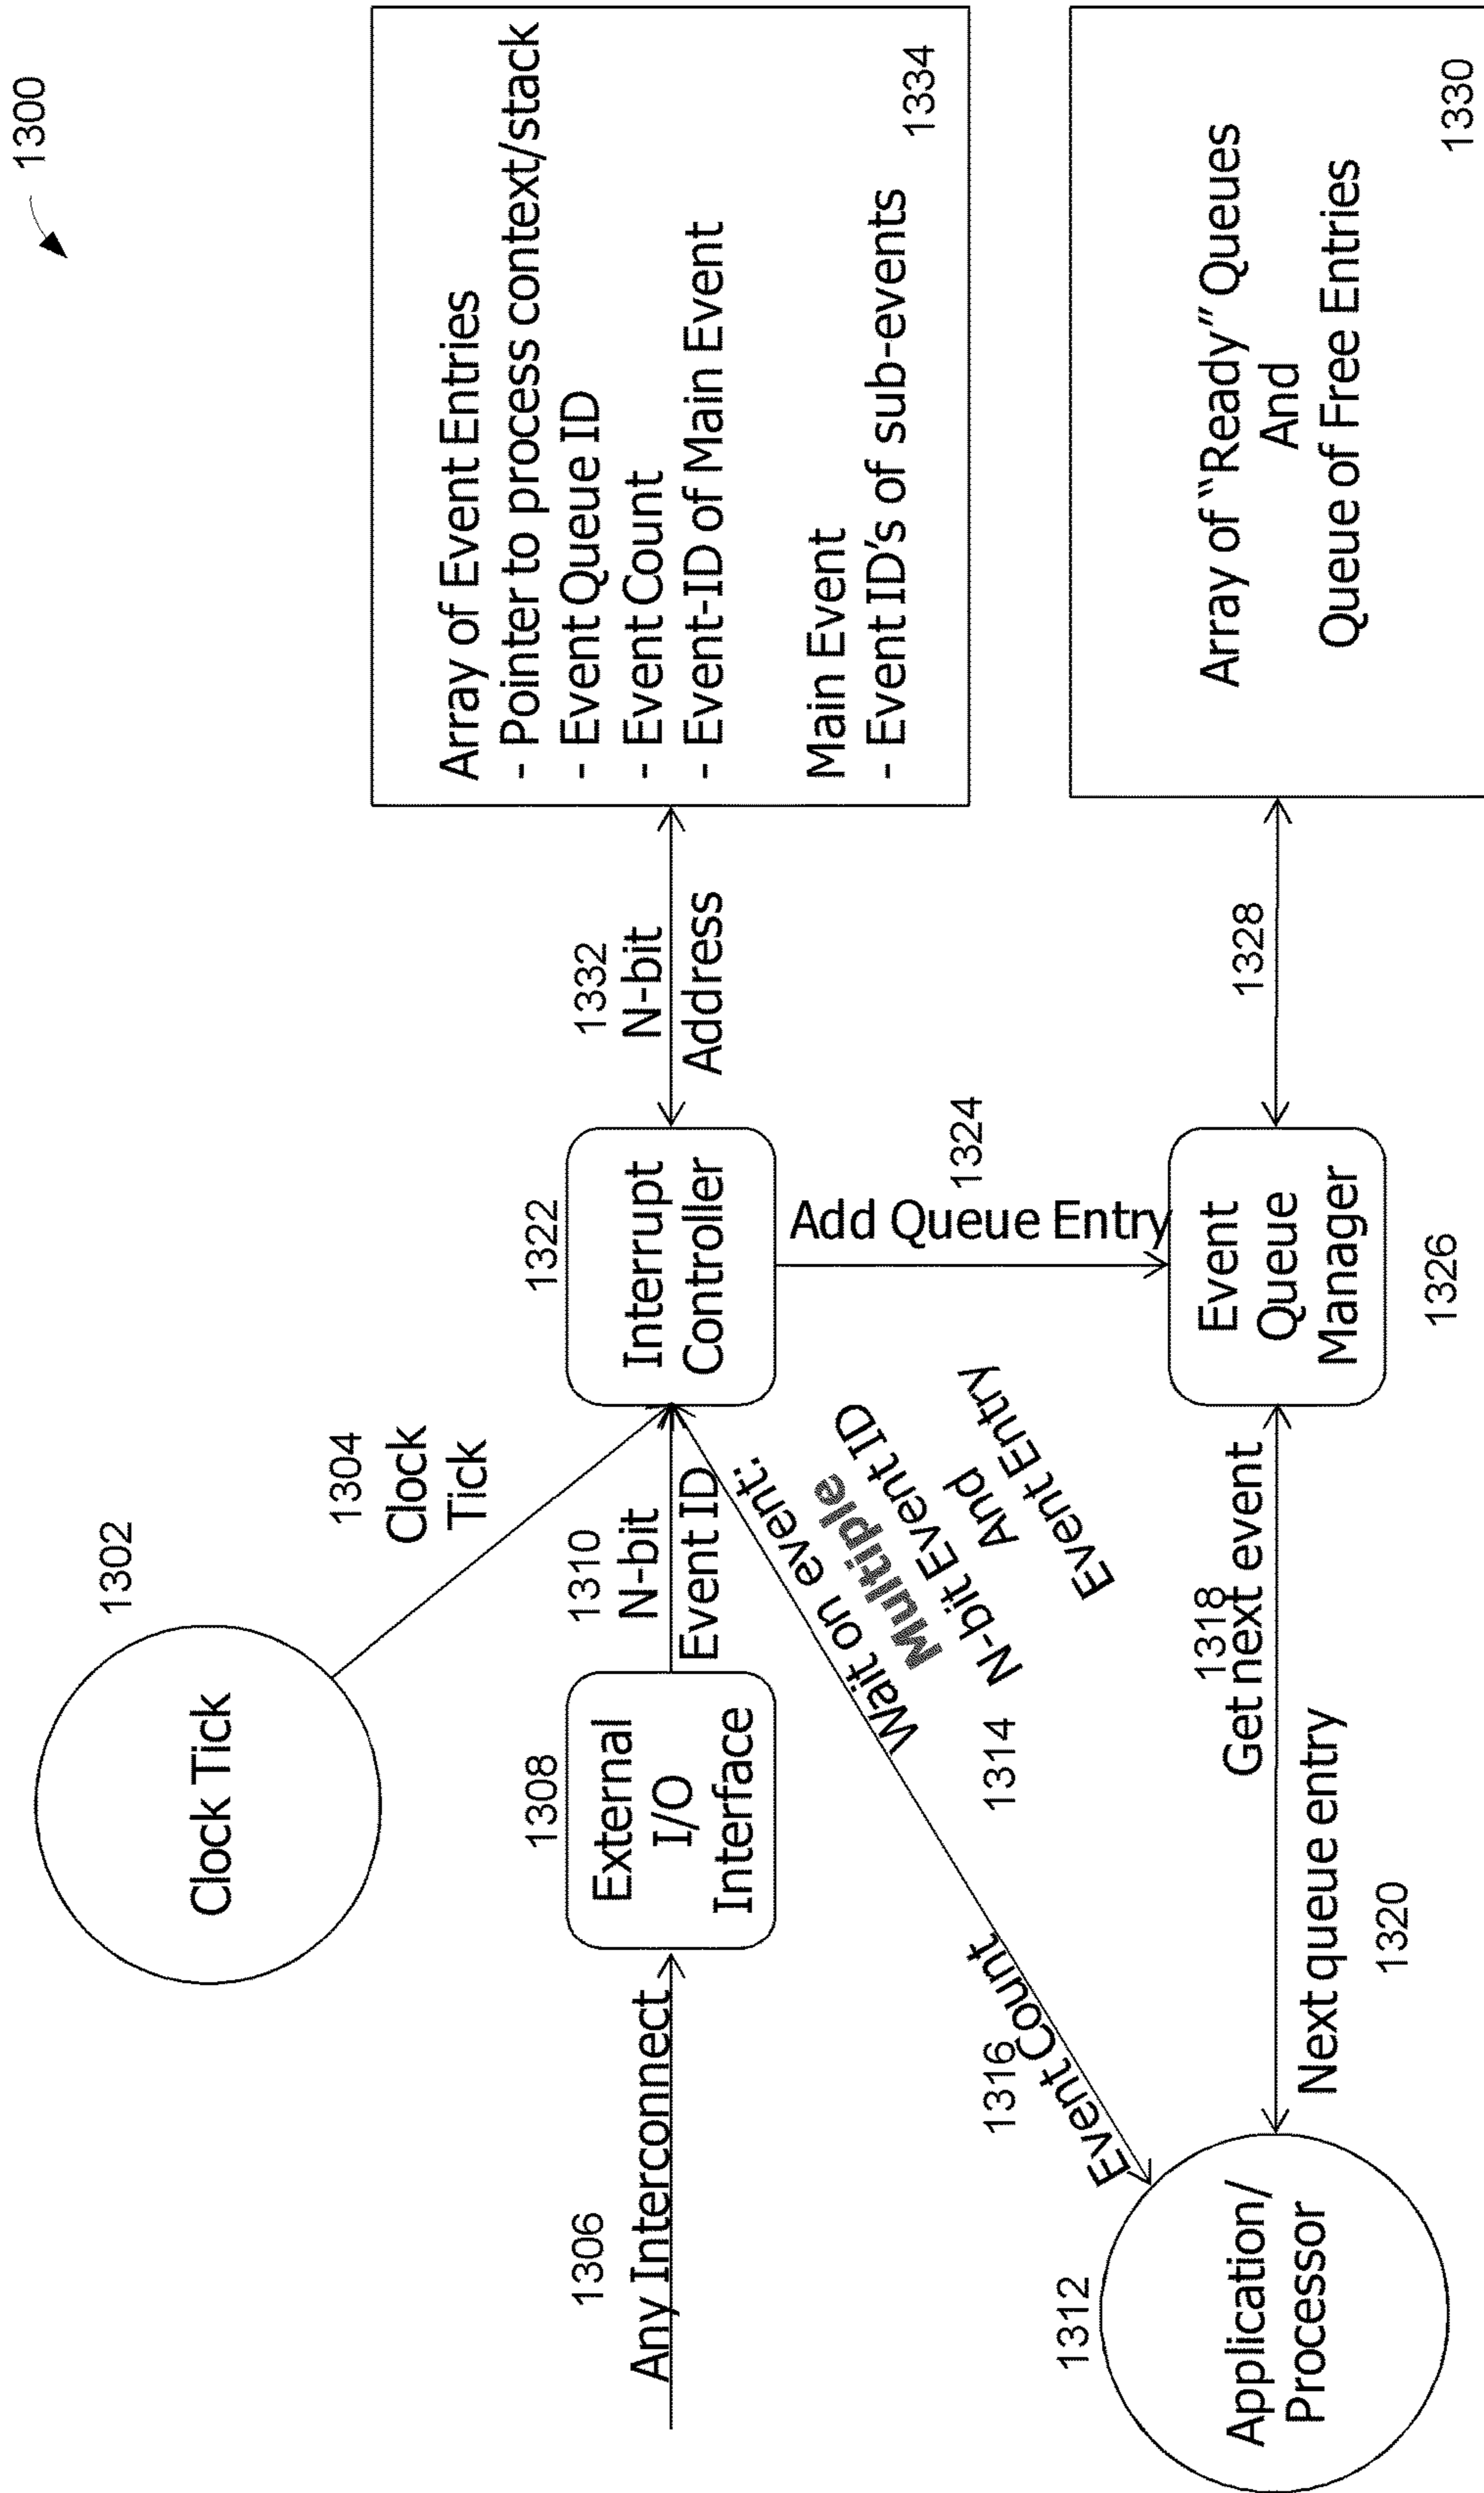 1300
1302
Clock Tick
1304
Clock
Tick
1306
Any Interconnect
1308
External
I/O
Interface
1310
N-bit
Event ID
1322
Interrupt
Controller
1332
N-bit
Address
Array of Event Entries
- Pointer to process context/stack
- Event Queue ID
- Event Count
- Event-ID of Main Event
Main Event
- Event ID's of sub-events
1334
Wait on event:
Multiple
N-bit Event ID
And
Event Entry
1314
1316
Event Count
Add Queue Entry
1324
1312
Application/
Processor
1318
Get next event
Next queue entry
1320
Event
Queue
Manager
1326
1328
Array of “Ready” Queues
And
Queue of Free Entries
1330